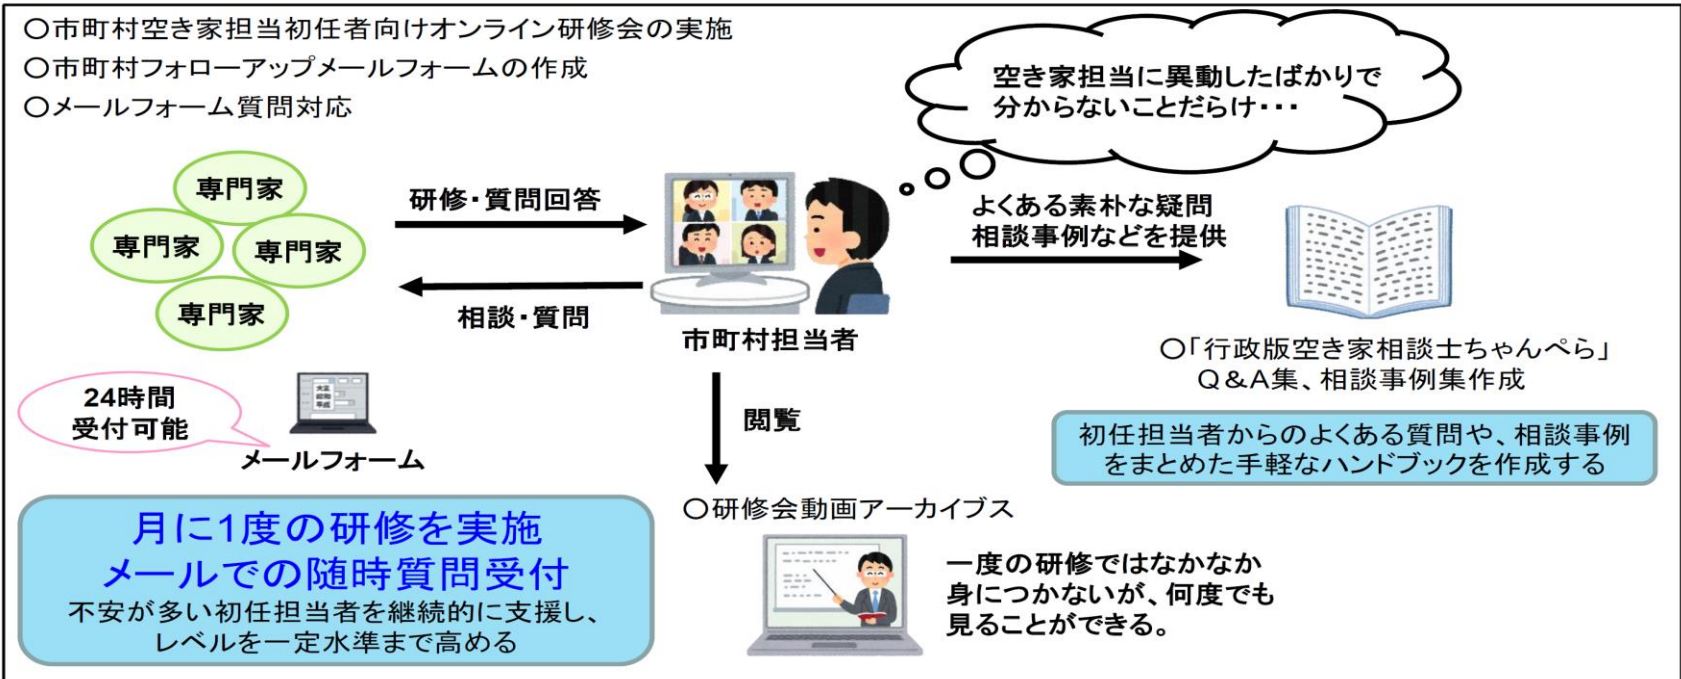 ○市町村空き家担当初任者向けオンライン研修会の実施
○市町村フォローアップメールフォームの作成
○メールフォーム質問対応
空き家担当に異動したばかりで
分からないことだらけ・・・
専門家
専門家
専門家
専門家
研修・質問回答
相談・質問
市町村担当者
よくある素朴な疑問
相談事例などを提供
○「行政版空き家相談士ちゃんぺら」
Q&A集、相談事例集作成
初任担当者からのよくある質問や、相談事例
をまとめた手軽なハンドブックを作成する
24時間
受付可能
大正
昭和
平成
メールフォーム
閲覧
月に1度の研修を実施
メールでの随時質問受付
不安が多い初任担当者を継続的に支援し、
レベルを一定水準まで高める
○研修会動画アーカイブス
一度の研修ではなかなか
身につかないが、何度でも
見ることができる。